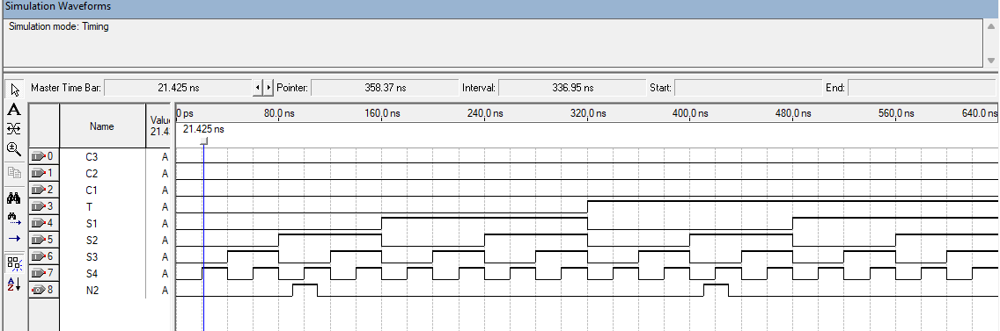 Simulation Waveforms
Simulation mode: Timing
Master Time Bar: 21.425 ns Pointer: 358.37 ns Interval: 336.95 ns Start: End:
Name Value 21.4 0 ps 80.0 ns 160.0 ns 240.0 ns 320.0 ns 400.0 ns 480.0 ns 560.0 ns 640.0 ns
21.425 ns
0 C3 A
1 C2 A
2 C1 A
3 T A
4 S1 A
5 S2 A
6 S3 A
7 S4 A
8 N2 A